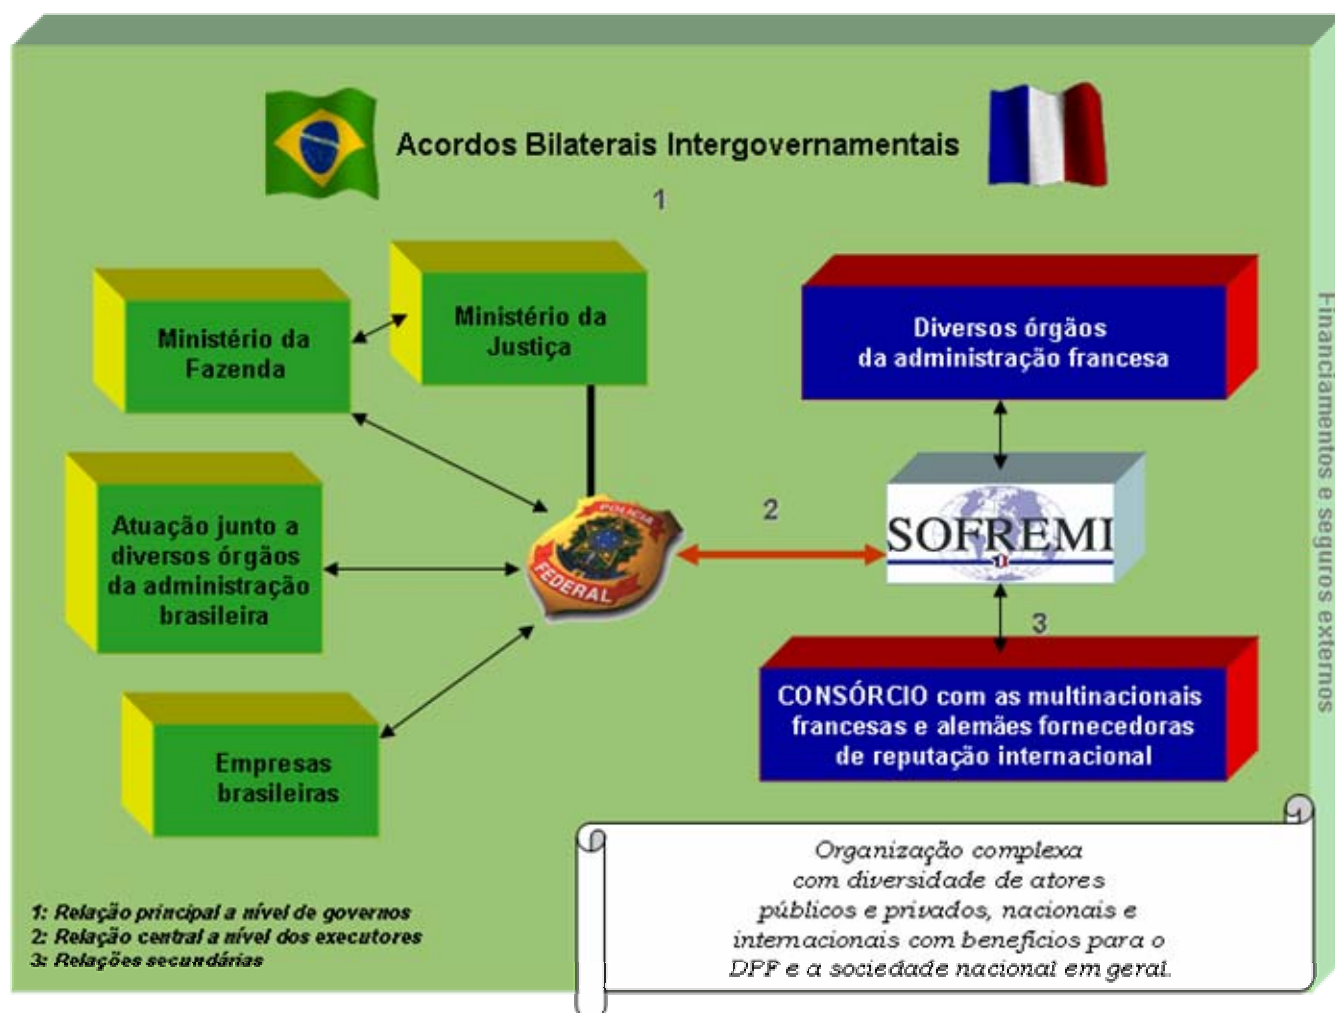 Acordos Bilaterais Intergovernamentais
1
Ministério da
Fazenda
Ministério da
Justiça
Diversos órgãos
da administração francesa
Atuação junto a
diversos órgãos
da administração
brasileira
POLICIA
FEDERAL
2
SOFREMI
3
Empresas
brasileiras
CONSÓRCIO com as multinacionais
francesas e alemães fornecedoras
de reputação internacional
Financiamentos e seguros externos
1: Relação principal a nível de governos
2: Relação central a nível dos executores
3: Relações secundárias
Organização complexa
com diversidade de atores
públicos e privados, nacionais e
internacionais com benefícios para o
DPF e a sociedade nacional em geral.